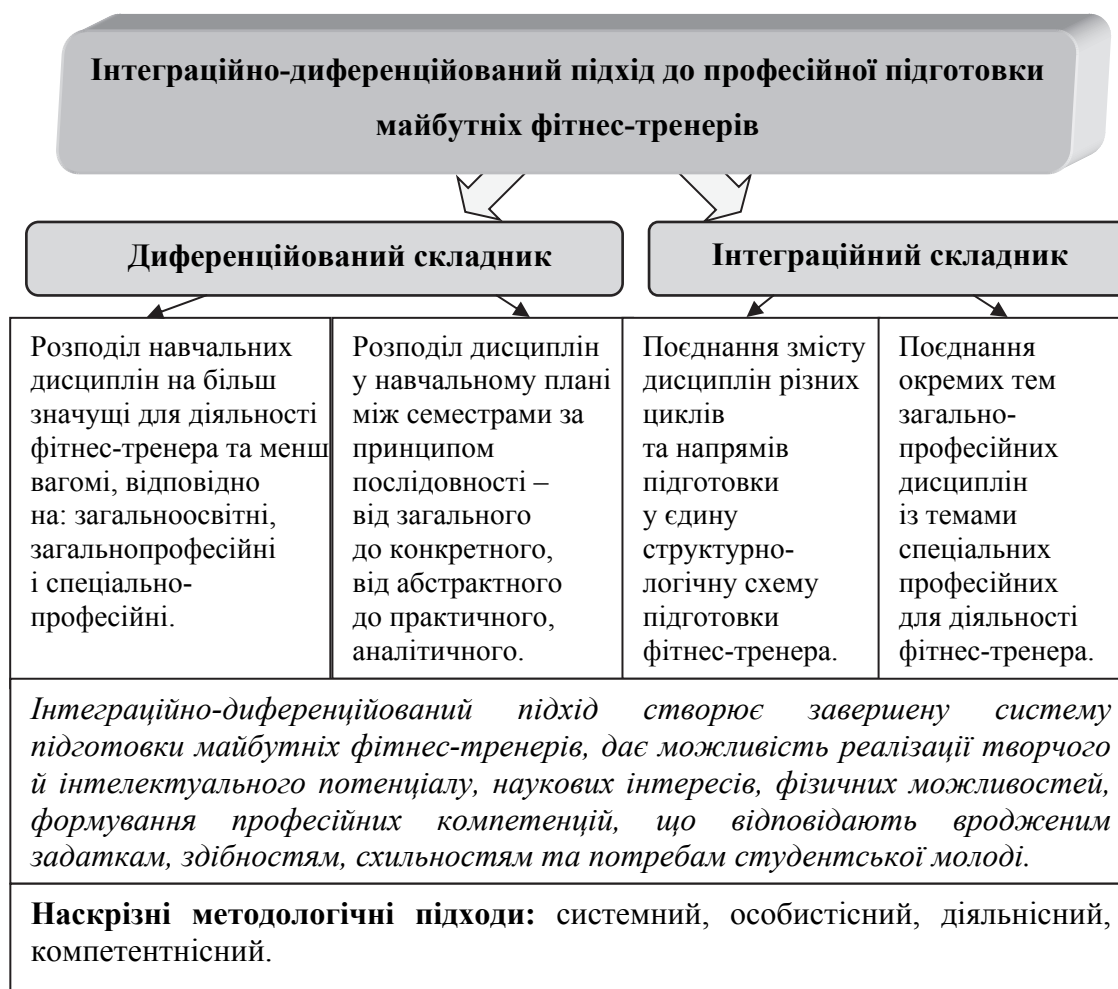 Інтеграційно-диференційований підхід до професійної підготовки
майбутніх фітнес-тренерів
Диференційований складник
Інтеграційний складник
Розподіл навчальних
дисциплін на більш
значущі для діяльності
фітнес-тренера та менш
вагомі, відповідно
на: загальноосвітні,
загальнопрофесійні
і спеціально-
професійні.
Розподіл дисциплін
у навчальному плані
між семестрами за
принципом
послідовності –
від загального
до конкретного,
від абстрактного
до практичного,
аналітичного.
Поєднання змісту
дисциплін різних
циклів
та напрямів
підготовки
у єдину
структурно-
логічну схему
підготовки
фітнес-тренера.
Поєднання
окремих тем
загально-
професійних
дисциплін
із темами
спеціальних
професійних
для діяльності
фітнес-тренера.
Інтеграційно-диференційований підхід створює завершену систему
підготовки майбутніх фітнес-тренерів, дає можливість реалізації творчого
й інтелектуального потенціалу, наукових інтересів, фізичних можливостей,
формування професійних компетенцій, що відповідають вродженим
задаткам, здібностям, схильностям та потребам студентської молоді.
Наскрізні методологічні підходи: системний, особистісний, діяльнісний,
компетентнісний.